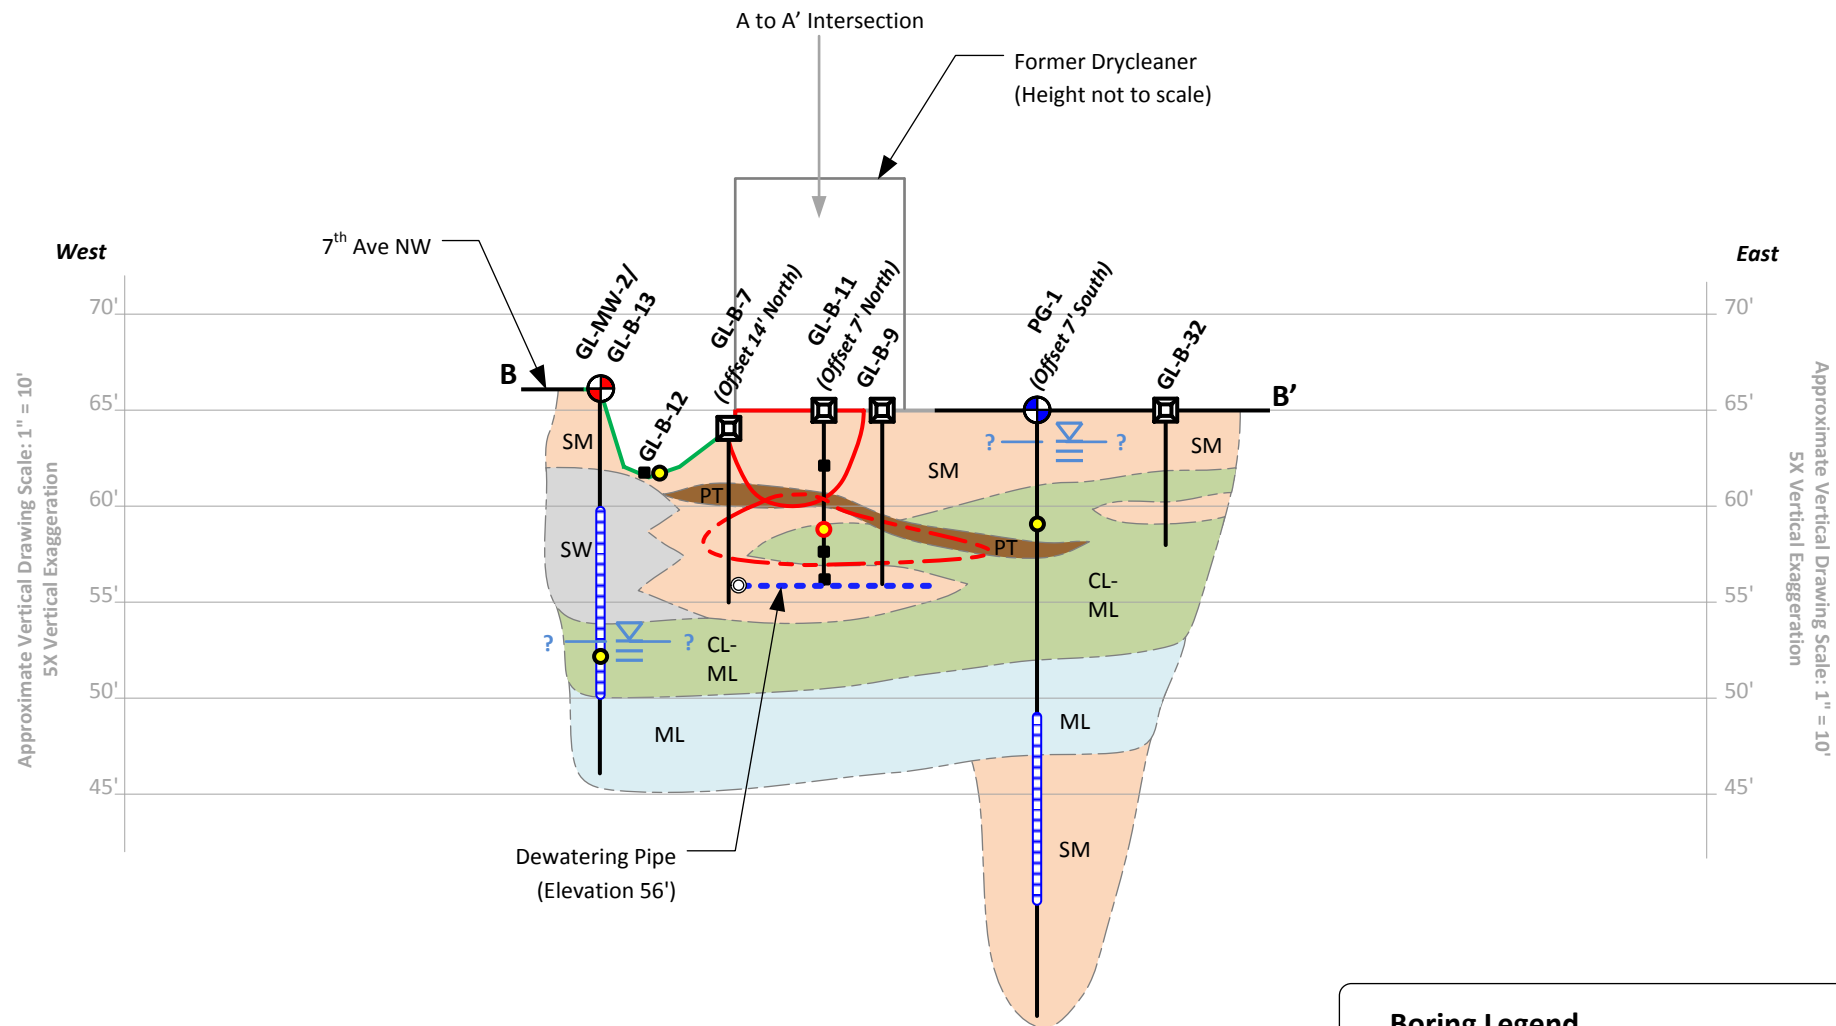 A to A’ Intersection
Former Drycleaner
(Height not to scale)
7th Ave NW
West
East
GL-MW-2/
GL-B-13
GL-B-12
GL-B-7
(Offset 14' North)
GL-B-11
(Offset 7' North)
GL-B-9
PG-1
(Offset 7' South)
GL-B-32
B
B’
70'
70'
65'
65'
60'
60'
55'
55'
50'
50'
45'
45'
Approximate Vertical Drawing Scale: 1" = 10'
5X Vertical Exaggeration
Approximate Vertical Drawing Scale: 1" = 10'
5X Vertical Exaggeration
SM
SM
SM
? ?
PT
SW
PT
CL-
ML
? ?
CL-
ML
ML
ML
SM
Dewatering Pipe
(Elevation 56')
Boring Legend